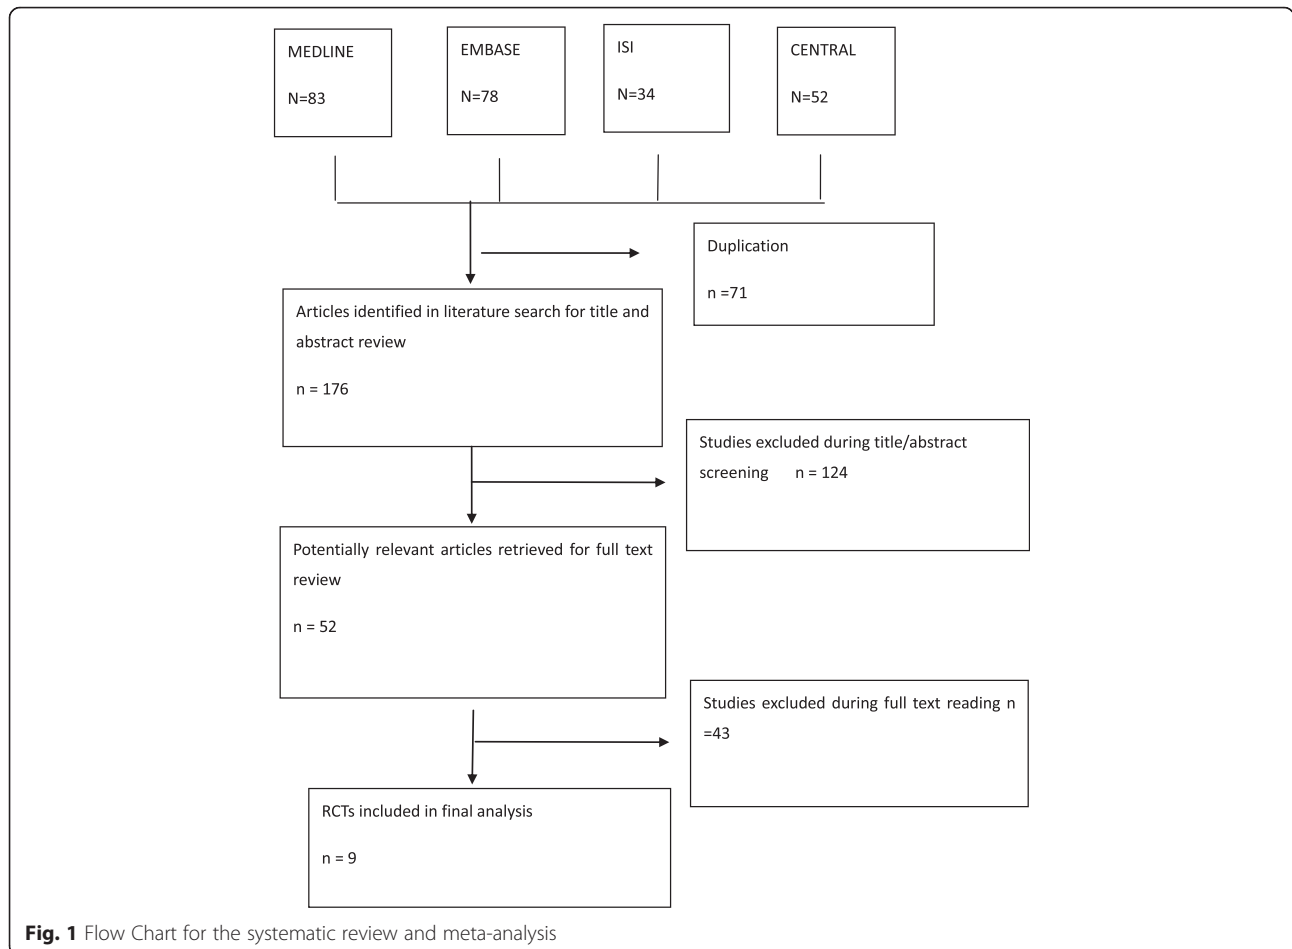 MEDLINE
N=83
EMBASE
N=78
ISI
N=34
CENTRAL
N=52
Duplication
n =71
Articles identified in literature search for title and
abstract review
n = 176
Studies excluded during title/abstract
screening n = 124
Potentially relevant articles retrieved for full text
review
n = 52
Studies excluded during full text reading n
=43
RCTs included in final analysis
n = 9
Fig. 1 Flow Chart for the systematic review and meta-analysis